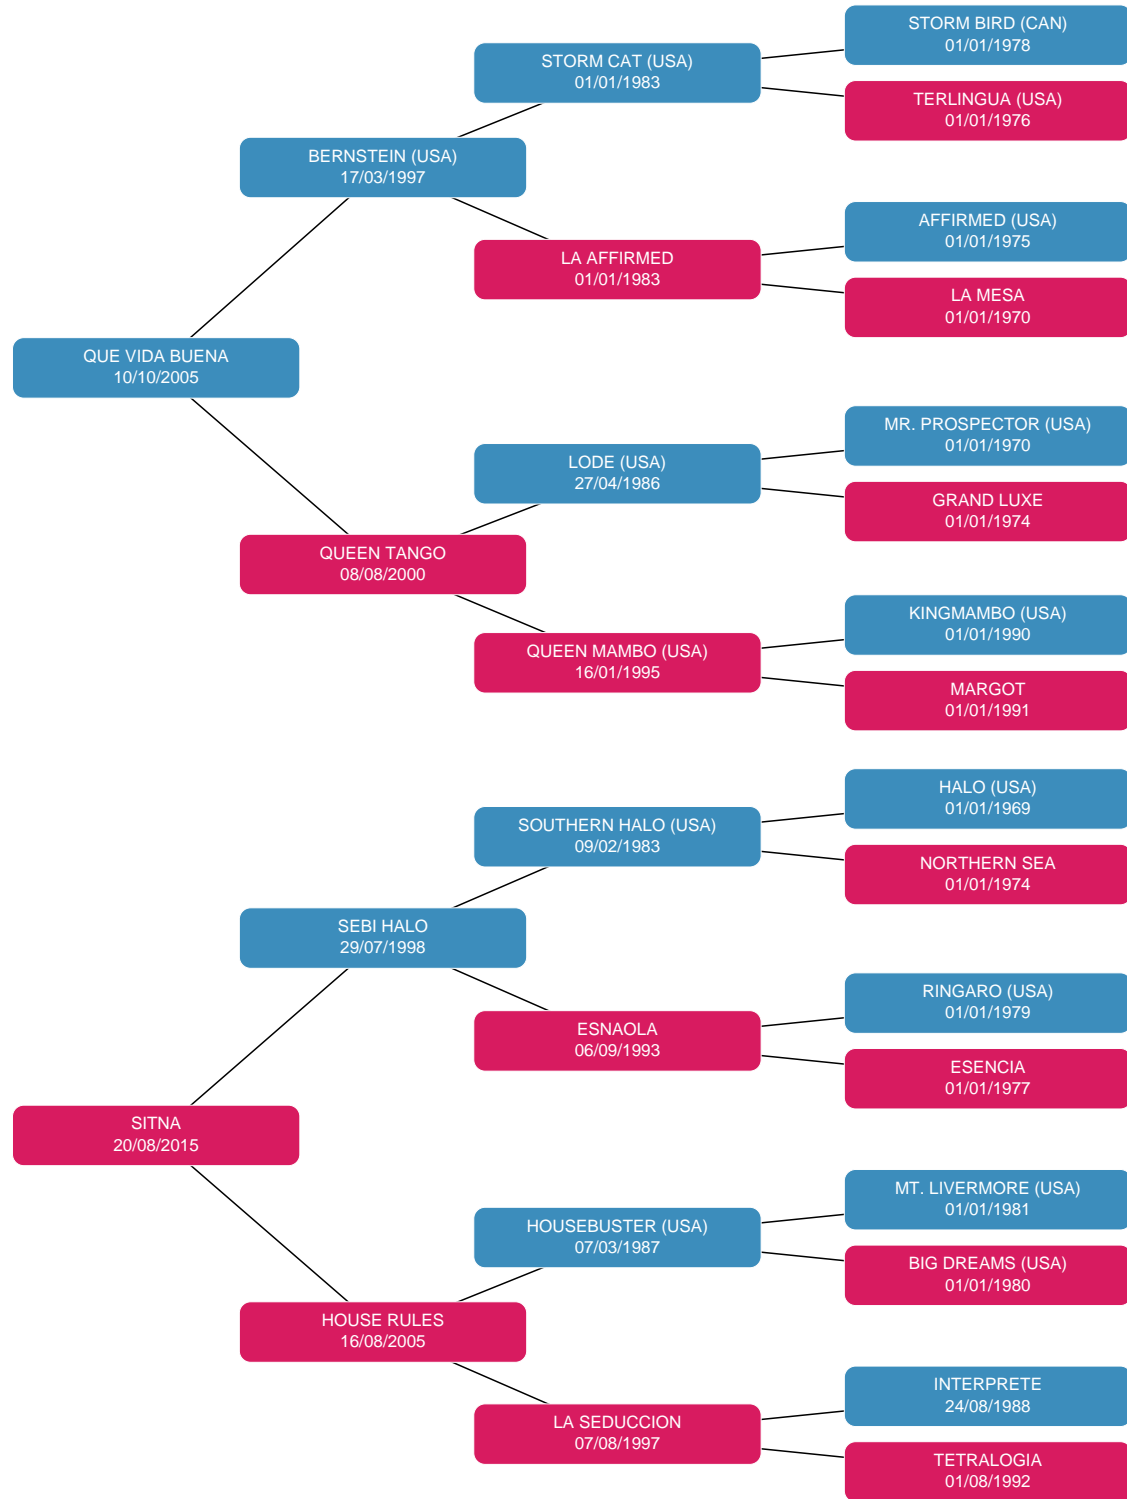 STORM BIRD (CAN)
01/01/1978
STORM CAT (USA)
01/01/1983
TERLINGUA (USA)
01/01/1976
BERNSTEIN (USA)
17/03/1997
AFFIRMED (USA)
01/01/1975
LA AFFIRMED
01/01/1983
LA MESA
01/01/1970
QUE VIDA BUENA
10/10/2005
MR. PROSPECTOR (USA)
01/01/1970
LODE (USA)
27/04/1986
GRAND LUXE
01/01/1974
QUEEN TANGO
08/08/2000
KINGMAMBO (USA)
01/01/1990
QUEEN MAMBO (USA)
16/01/1995
MARGOT
01/01/1991
HALO (USA)
01/01/1969
SOUTHERN HALO (USA)
09/02/1983
NORTHERN SEA
01/01/1974
SEBI HALO
29/07/1998
RINGARO (USA)
01/01/1979
ESNAOLA
06/09/1993
ESENCIA
01/01/1977
SITNA
20/08/2015
MT. LIVERMORE (USA)
01/01/1981
HOUSEBUSTER (USA)
07/03/1987
BIG DREAMS (USA)
01/01/1980
HOUSE RULES
16/08/2005
INTERPRETE
24/08/1988
LA SEDUCCION
07/08/1997
TETRALOGIA
01/08/1992